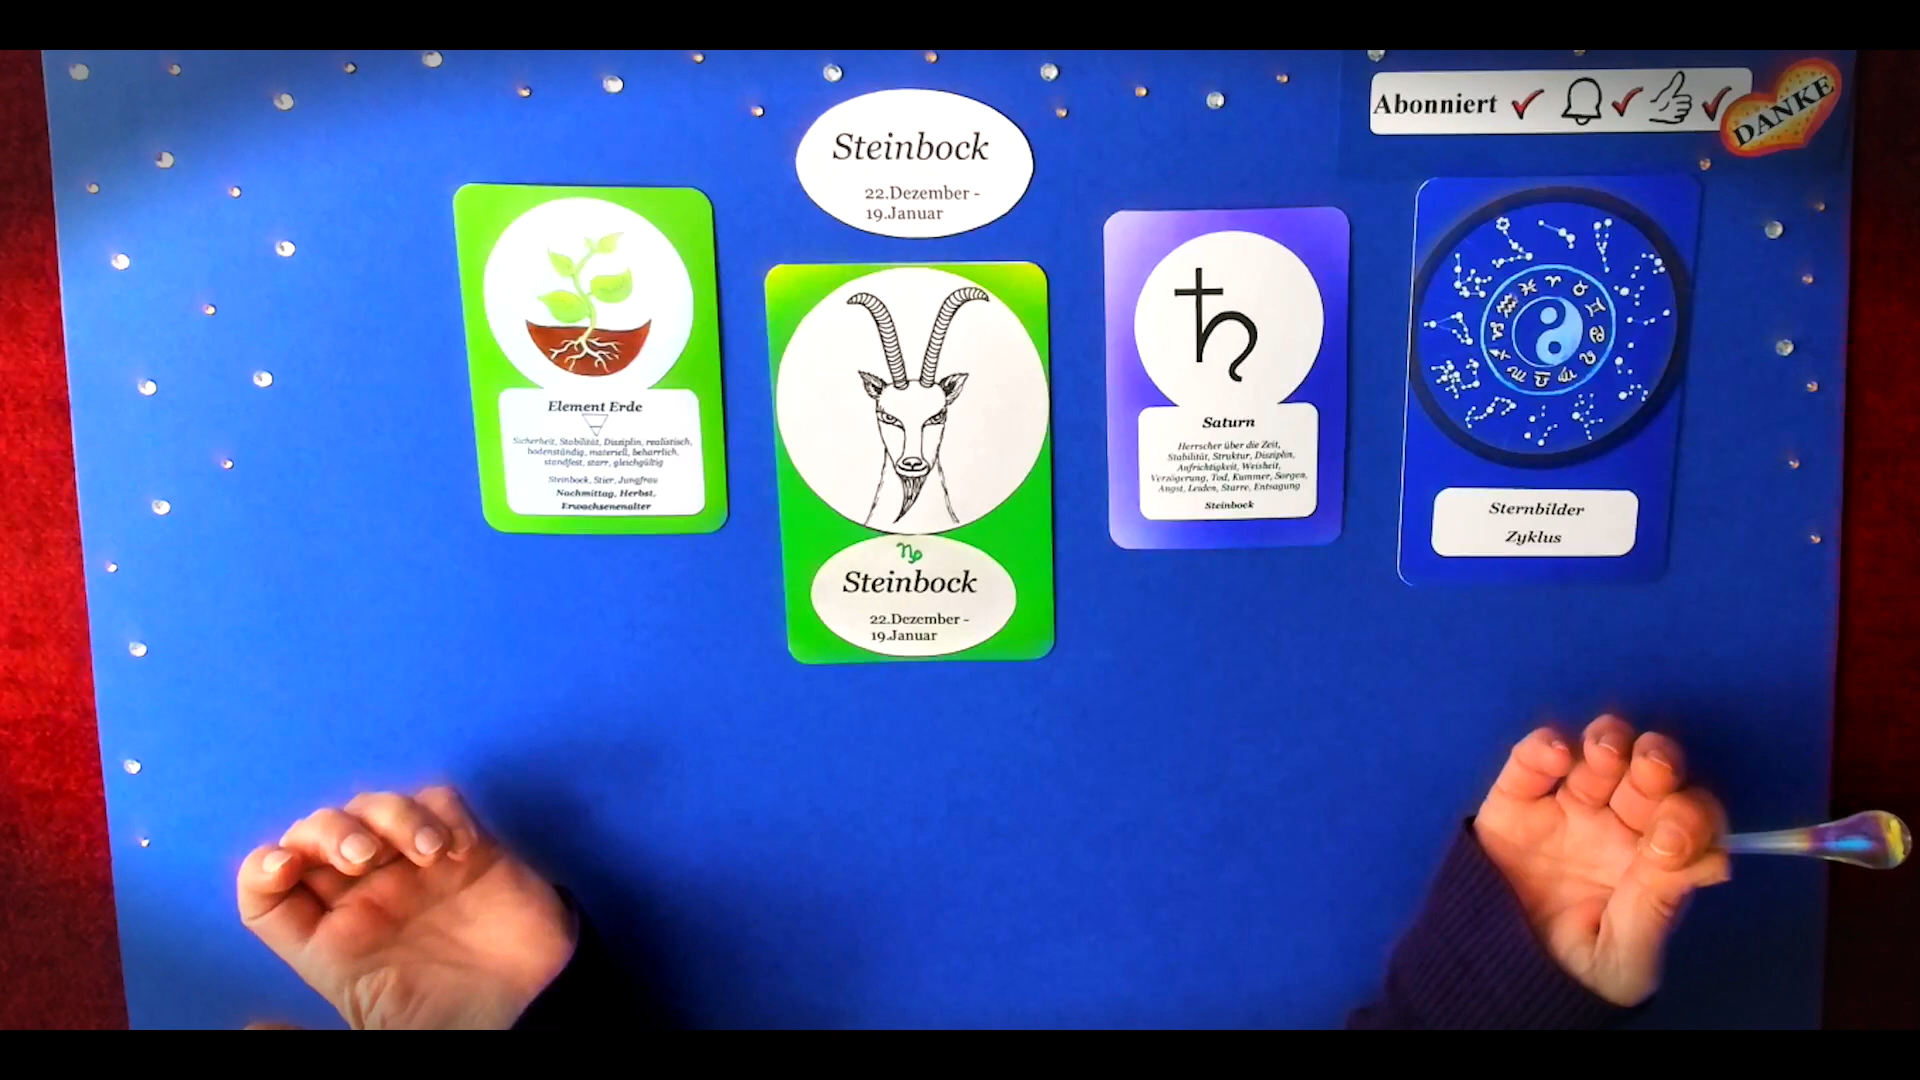 Abonniert
DANKE
Steinbock
22.Dezember -
19.Januar
Element Erde
Sicherheit, Stabilität, Disziplin, realistisch,
bodenständig, materiell, beharrlich,
standfest, starr, gleichgültig
Steinbock, Stier, Jungfrau
Nachmittag, Herbst,
Erwachsenenalter
Steinbock
22.Dezember -
19.Januar
Saturn
Herrscher über die Zeit,
Stabilität, Struktur, Disziplin,
Aufrichtigkeit, Weisheit,
Verzögerung, Tod, Kummer, Sorgen,
Angst, Leiden, Starre, Entsagung
Steinbock
Sternbilder
Zyklus